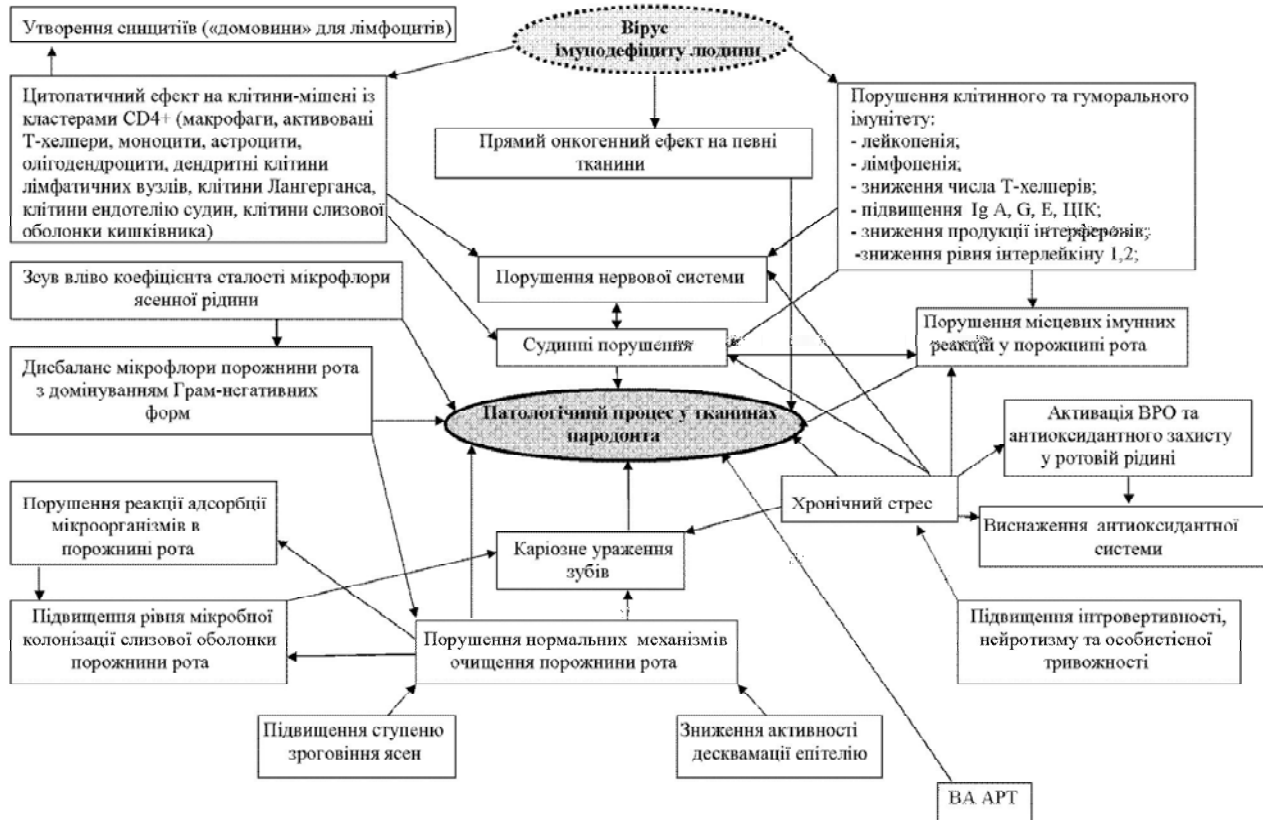 Утворення синцитіїв («домовини» для лімфоцитів)
Вірус
імунодефіциту людини
Цитопатичний ефект на клітини-мішені із
кластерами CD4+ (макрофаги, активовані
Т-хелпери, моноцити, астроцити,
олігодендроцити, дендритні клітини
лімфатичних вузлів, клітини Лангерганса,
клітини ендотелію судин, клітини слизової
оболонки кишківника)
Прямий онкогенний ефект на певні
тканини
Порушення клітинного та гуморального
імунітету:
- лейкопенія;
- лімфопенія;
- зниження числа Т-хелперів;
- підвищення Ig A, G, E, ЦІК;
- зниження продукції інтерферонів;
-зниження рівня інтерлейкіну 1,2;
Зсув вліво коефіцієнта сталості мікрофлори
ясенної рідини
Порушення нервової системи
Судинні порушення
Порушення місцевих імунних
реакцій у порожнині рота
Дисбаланс мікрофлори порожнини рота
з домінуванням Грам-негативних
форм
Патологічний процес у тканинах
пародонта
Активація ВРО та
антиоксидантного захисту
у ротовій рідині
Порушення реакції адсорбції
мікроорганізмів в
порожнині рота
Хронічний стрес
Виснаження антиоксидантної
системи
Каріозне ураження
зубів
Підвищення рівня мікробної
колонізації слизової оболонки
порожнини рота
Порушення нормальних механізмів
очищення порожнини рота
Підвищення інтровертивності,
нейротизму та особистісної
тривожності
Підвищення ступеню
зроговіння ясен
Зниження активності
десквамації епітелію
ВА АРТ